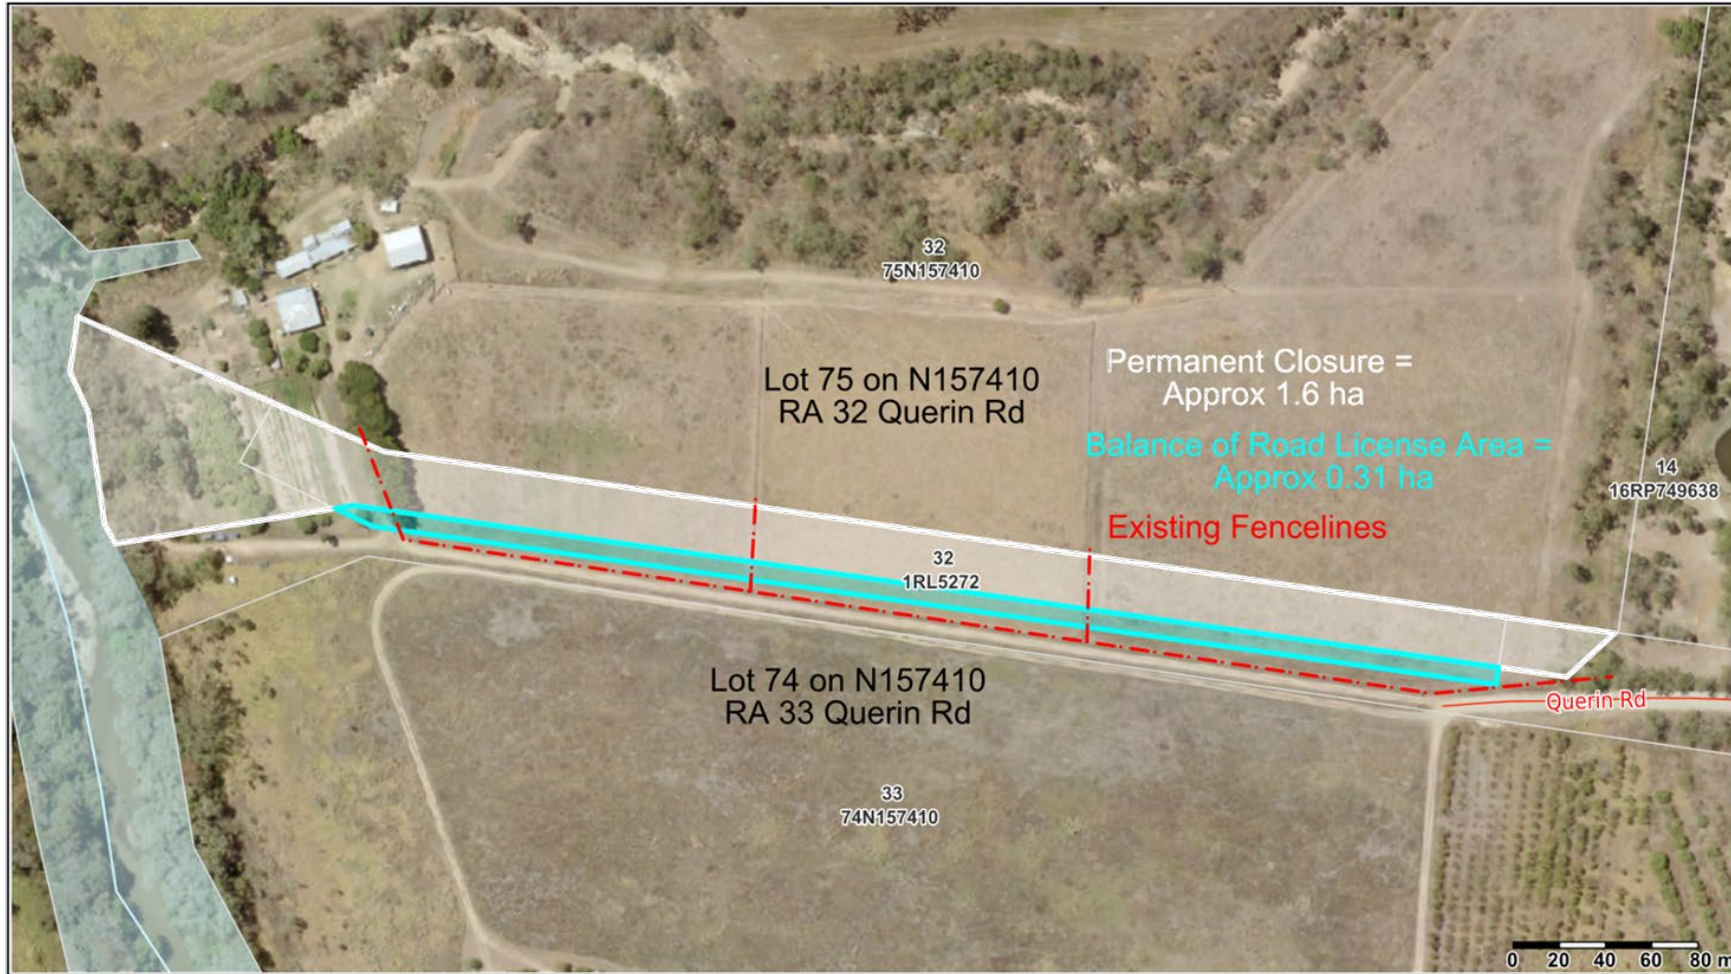 32
75N157410
Lot 75 on N157410
RA 32 Querin Rd
Permanent Closure =
Approx 1.6 ha
Balance of Road License Area =
Approx 0.31 ha
Existing Fencelines
14
16RP749638
32
1RL5272
Lot 74 on N157410
RA 33 Querin Rd
Querin Rd
33
74N157410
0 20 40 60 80 m